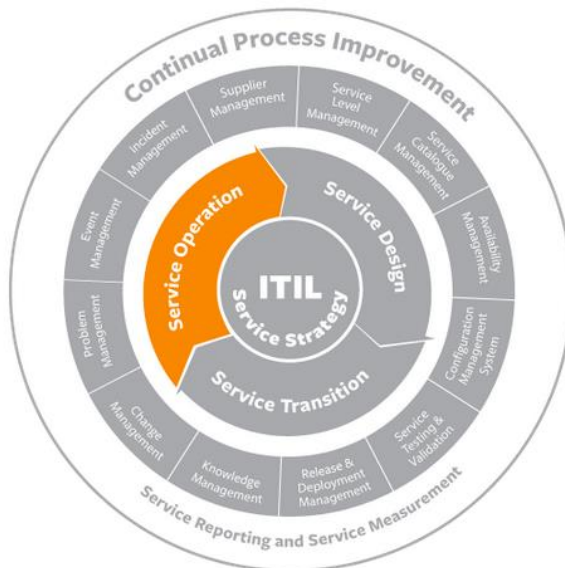 Continual Process Improvement
Supplier
Management
Service
Level
Management
Service
Catalogue
Management
Availability
Management
Configuration
Management
System
Service
Testing &
Validation
Release &
Deployment
Management
Knowledge
Management
Change
Management
Problem
Management
Event
Management
Incident
Management
Service Operation
Service Design
Service Transition
ITIL
Service Strategy
Service Reporting and Service Measurement